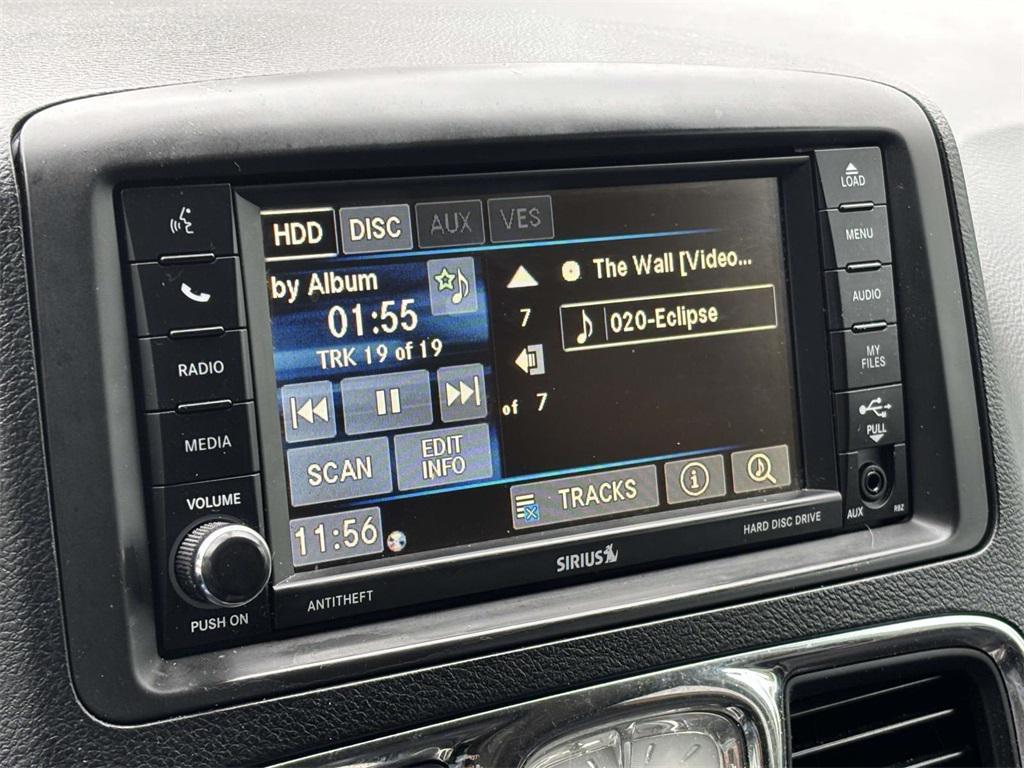 LOAD
MENU
AUDIO
MY
FILES
PULL
AUX
RBZ
RADIO
MEDIA
VOLUME
PUSH ON
HDD DISC AUX VES
by Album
01:55
TRK 19 of 19
SCAN
EDIT
INFO
11:56
The Wall [Video...
7
020-Eclipse
of 7
TRACKS
ANTITHEFT
SIRIUS
HARD DISC DRIVE